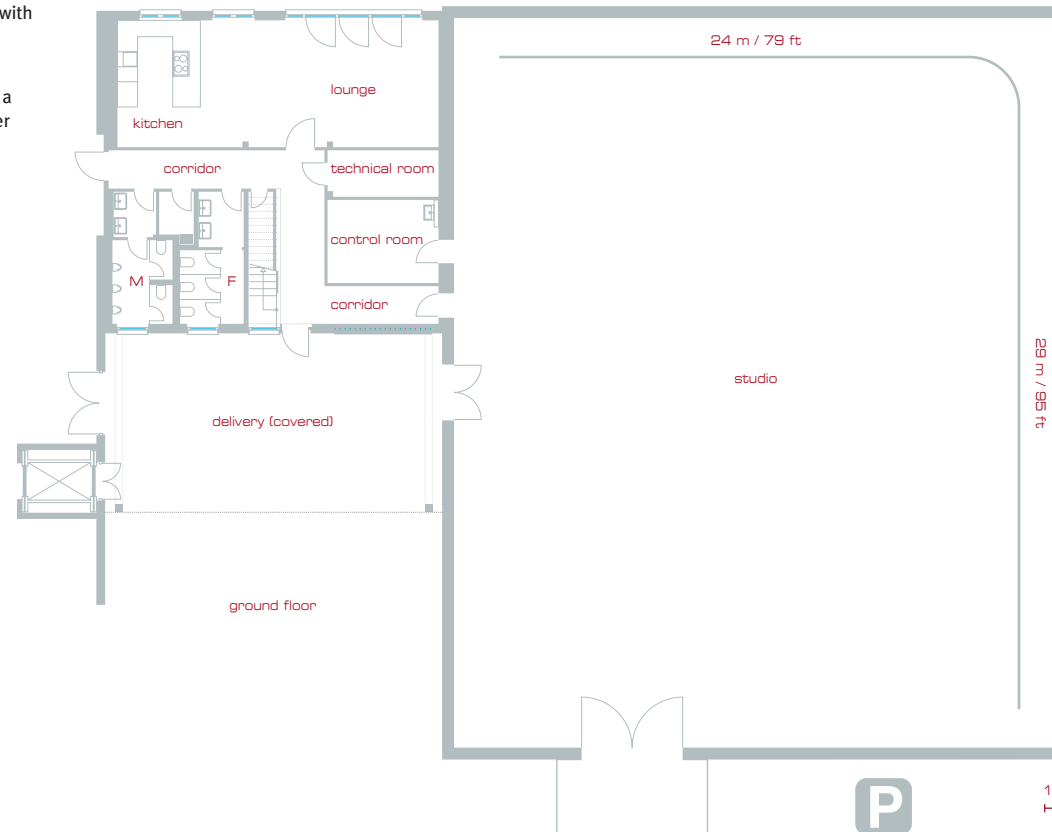 with
a
er
24 m / 79 ft
lounge
kitchen
corridor
technical room
control room
M
F
corridor
29 m / 95 ft
studio
delivery (covered)
ground floor
P
1
T